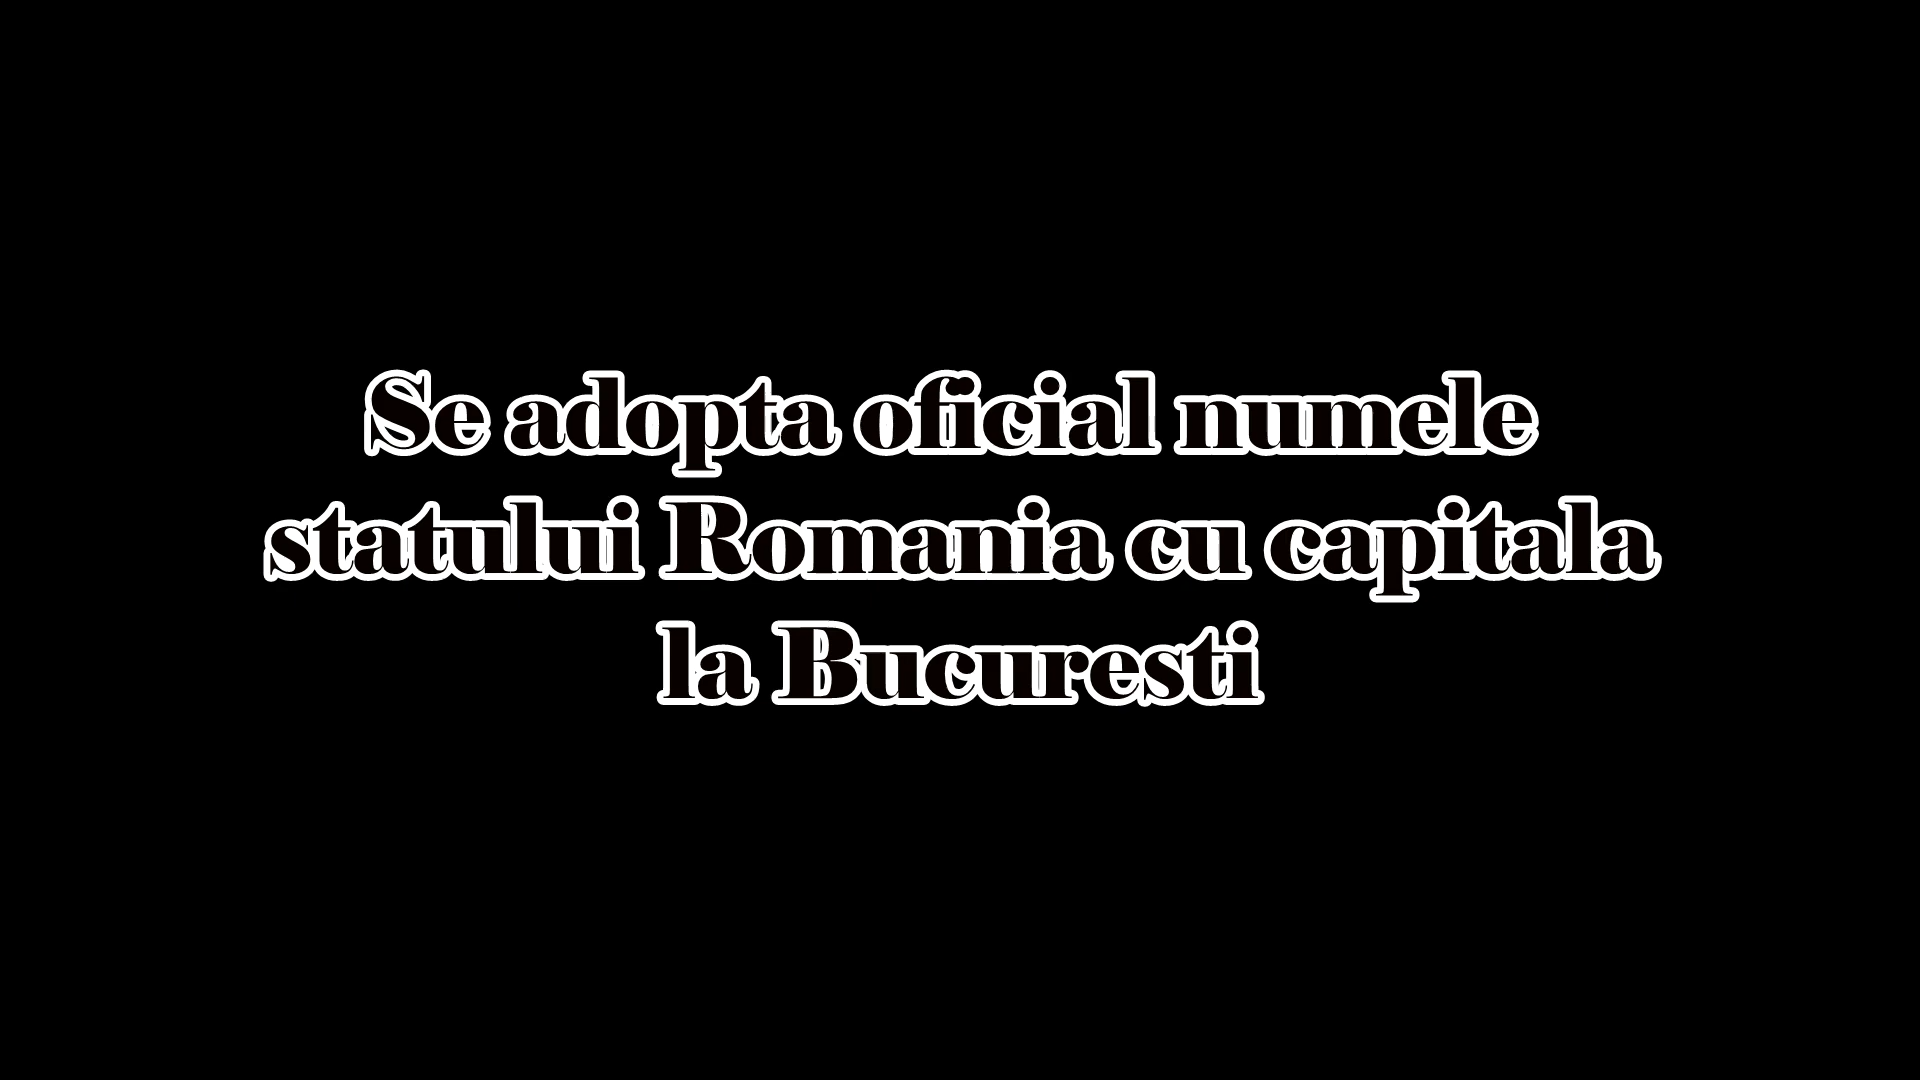 Se adopta oficial numele
statului Romania cu capitala
la Bucuresti